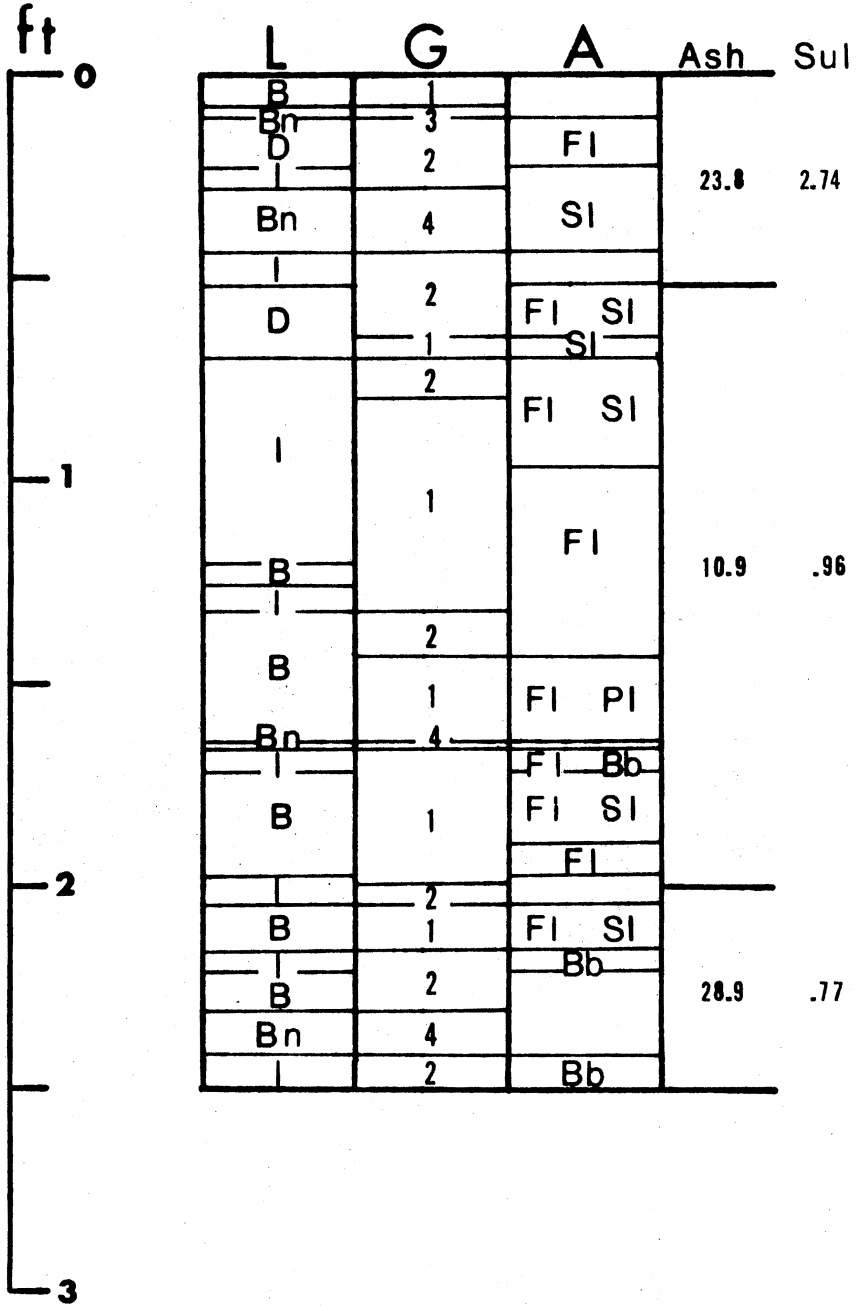 ft L G A Ash Sul
0
B 1
Bn 3
D 2 Fl
I 23.8 2.74
Bn 4 Sl
I
2
D Fl Sl
1 Sl
2
Fl Sl
I
1
1
Fl
B 10.9 .96
I
2
B
1 Fl Pl
Bn 4
I Fl Bb
B 1 Fl Sl
Fl
2
I 2
B 1 Fl Sl
I Bb
B 2 28.9 .77
Bn 4
I 2 Bb
3